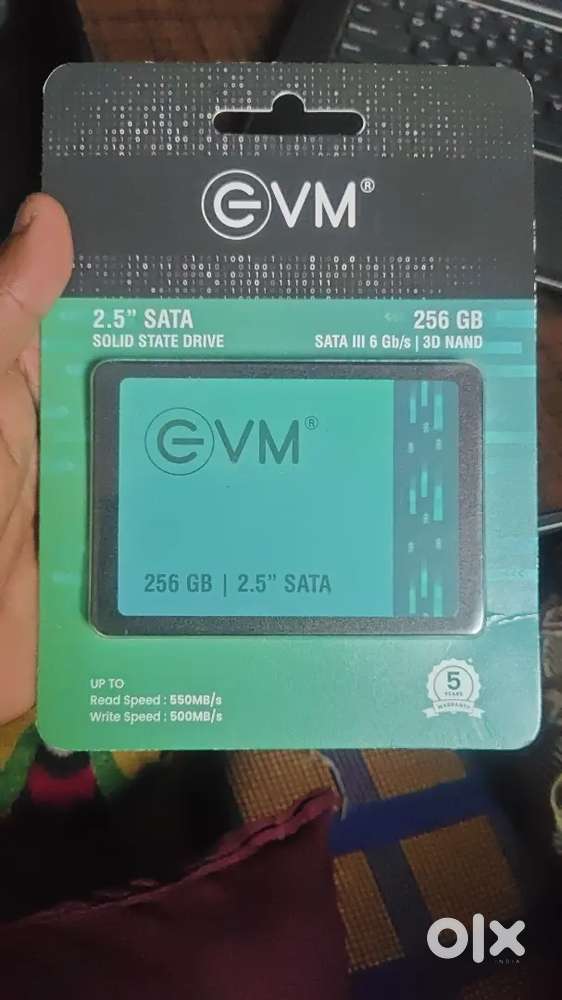 EVM®
2.5” SATA
SOLID STATE DRIVE
256 GB
SATA III 6 Gb/s | 3D NAND
EVM®
256 GB | 2.5” SATA
UP TO
Read Speed : 550MB/s
Write Speed : 500MB/s
5
YEARS
WARRANTY
olx
INDIA